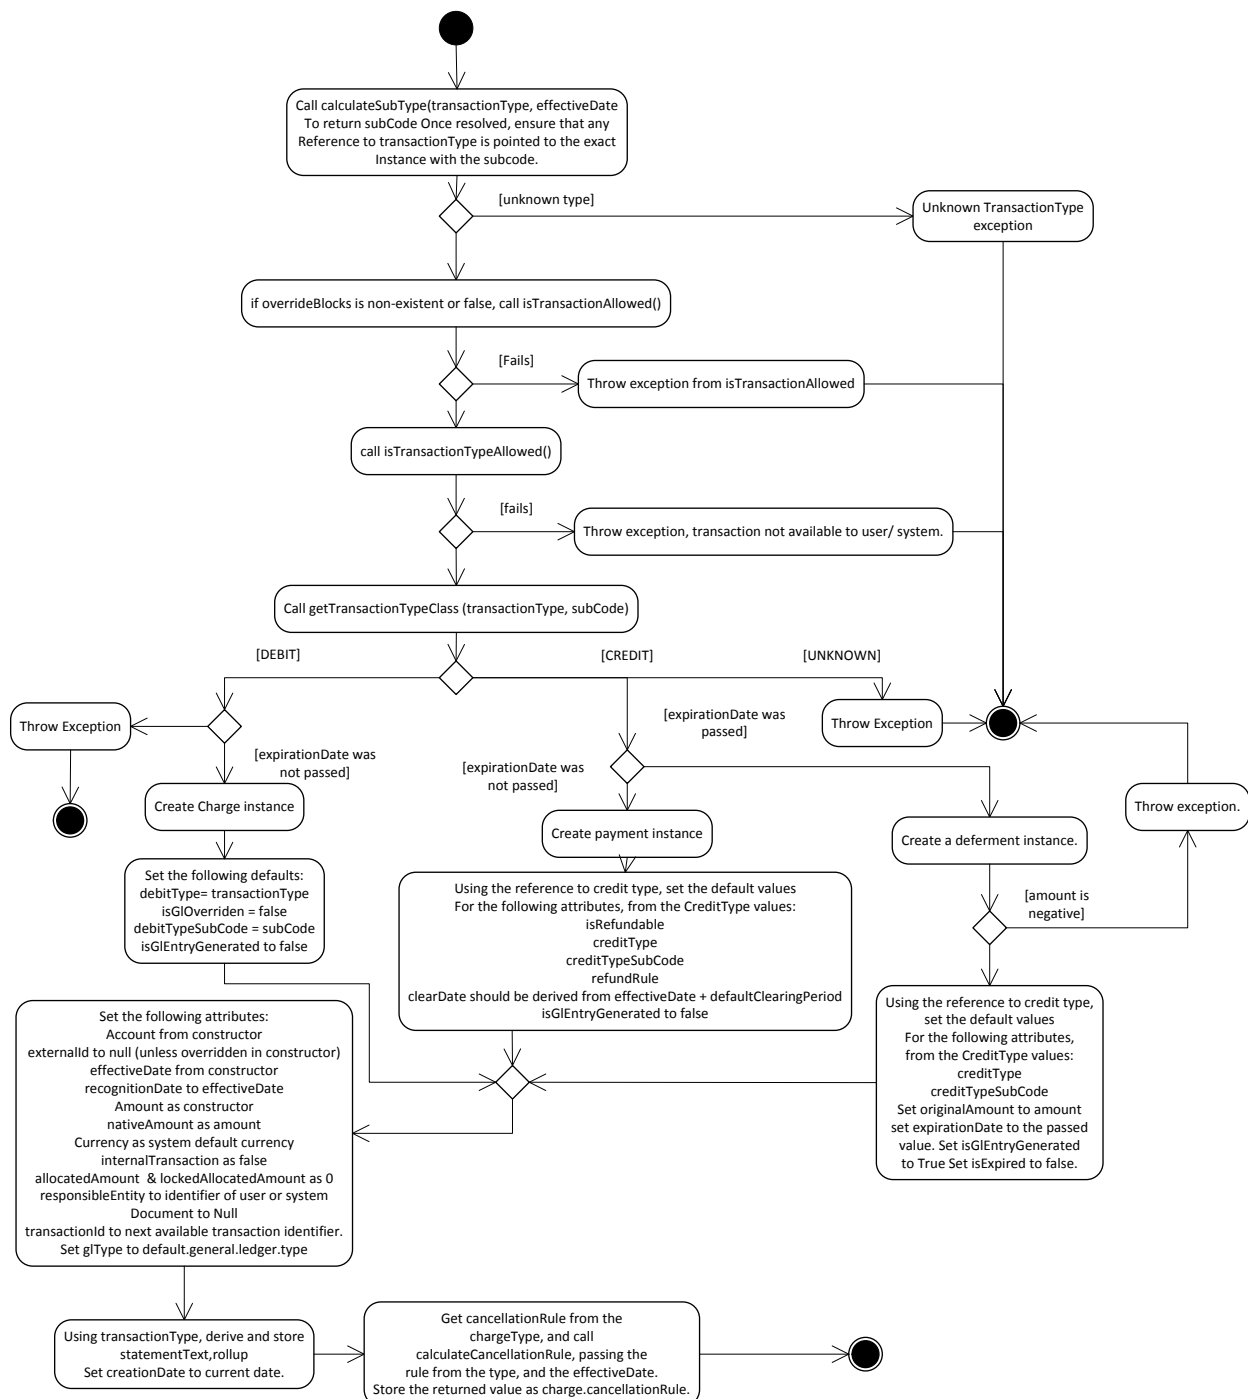 Call calculateSubType(transactionType, effectiveDate
To return subCode Once resolved, ensure that any
Reference to transactionType is pointed to the exact
Instance with the subcode.
[unknown type]
Unknown TransactionType
exception
if overrideBlocks is non-existent or false, call isTransactionAllowed()
[Fails]
Throw exception from isTransactionAllowed
call isTransactionTypeAllowed()
[fails]
Throw exception, transaction not available to user/ system.
Call getTransactionTypeClass (transactionType, subCode)
[DEBIT]
[CREDIT]
[UNKNOWN]
Throw Exception
[expirationDate was
not passed]
Create Charge instance
Set the following defaults:
debitType= transactionType
isGlOverriden = false
debitTypeSubCode = subCode
isGlEntryGenerated to false
[expirationDate was
passed]
[expirationDate was
not passed]
Throw Exception
Create payment instance
Using the reference to credit type, set the default values
For the following attributes, from the CreditType values:
isRefundable
creditType
creditTypeSubCode
refundRule
clearDate should be derived from effectiveDate + defaultClearingPeriod
isGlEntryGenerated to false
Create a deferment instance.
Throw exception.
[amount is
negative]
Using the reference to credit type,
set the default values
For the following attributes,
from the CreditType values:
creditType
creditTypeSubCode
Set originalAmount to amount
set expirationDate to the passed
value. Set isGlEntryGenerated
to True Set isExpired to false.
Set the following attributes:
Account from constructor
externalId to null (unless overridden in constructor)
effectiveDate from constructor
recognitionDate to effectiveDate
Amount as constructor
nativeAmount as amount
Currency as system default currency
internalTransaction as false
allocatedAmount & lockedAllocatedAmount as 0
responsibleEntity to identifier of user or system
Document to Null
transactionId to next available transaction identifier.
Set glType to default.general.ledger.type
Using transactionType, derive and store
statementText,rollup
Set creationDate to current date.
Get cancellationRule from the
chargeType, and call
calculateCancellationRule, passing the
rule from the type, and the effectiveDate.
Store the returned value as charge.cancellationRule.